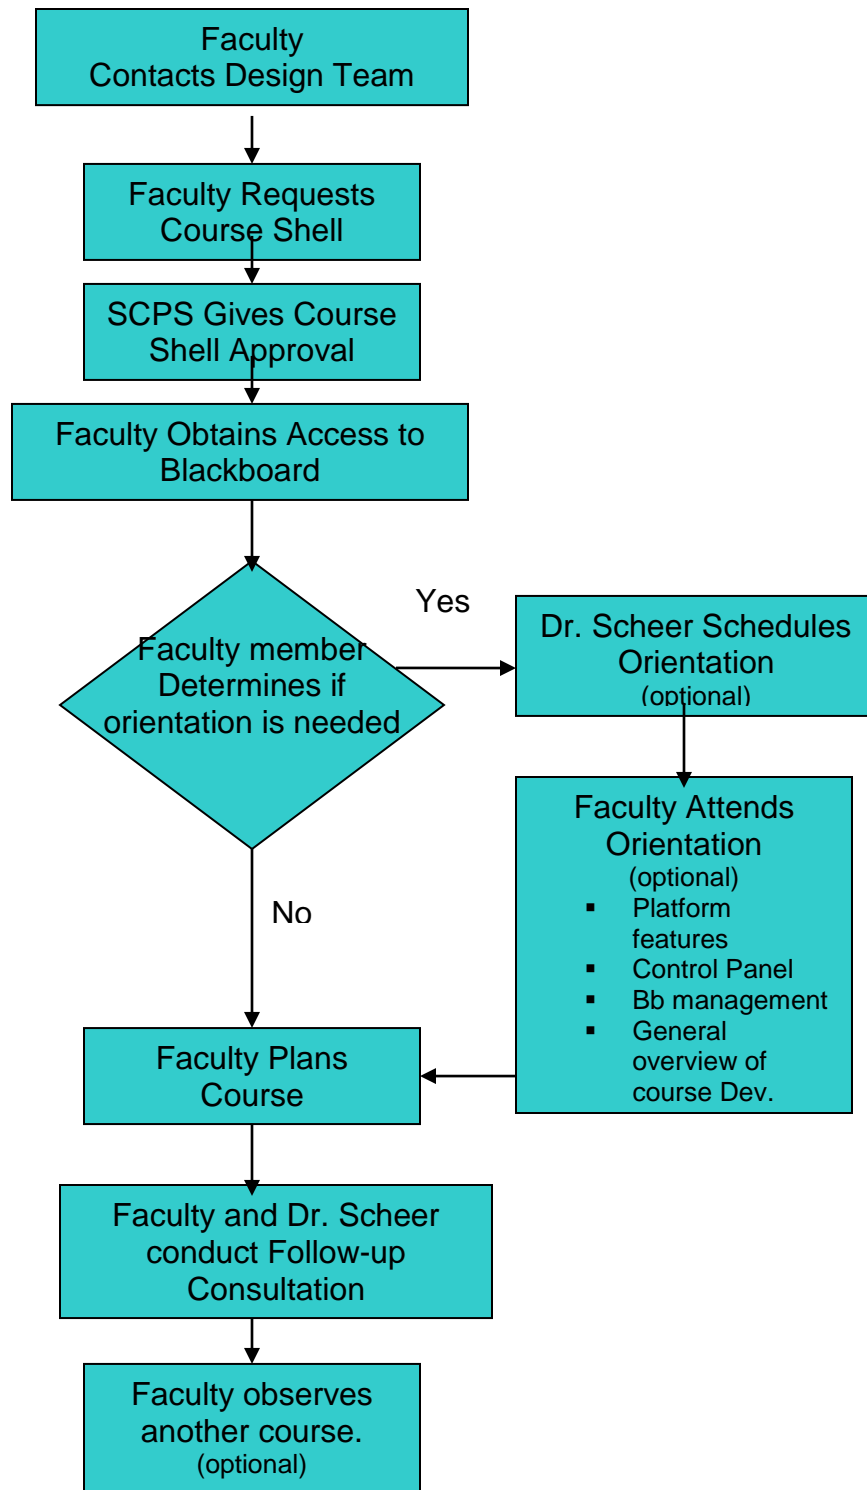 Faculty
Contacts Design Team
Faculty Requests
Course Shell
SCPS Gives Course
Shell Approval
Faculty Obtains Access to
Blackboard
Faculty member
Determines if
orientation is needed
Yes
Dr. Scheer Schedules
Orientation
(optional)
Faculty Attends
Orientation
(optional)
▪ Platform
features
▪ Control Panel
▪ Bb management
▪ General
overview of
course Dev.
No
Faculty Plans
Course
Faculty and Dr. Scheer
conduct Follow-up
Consultation
Faculty observes
another course.
(optional)